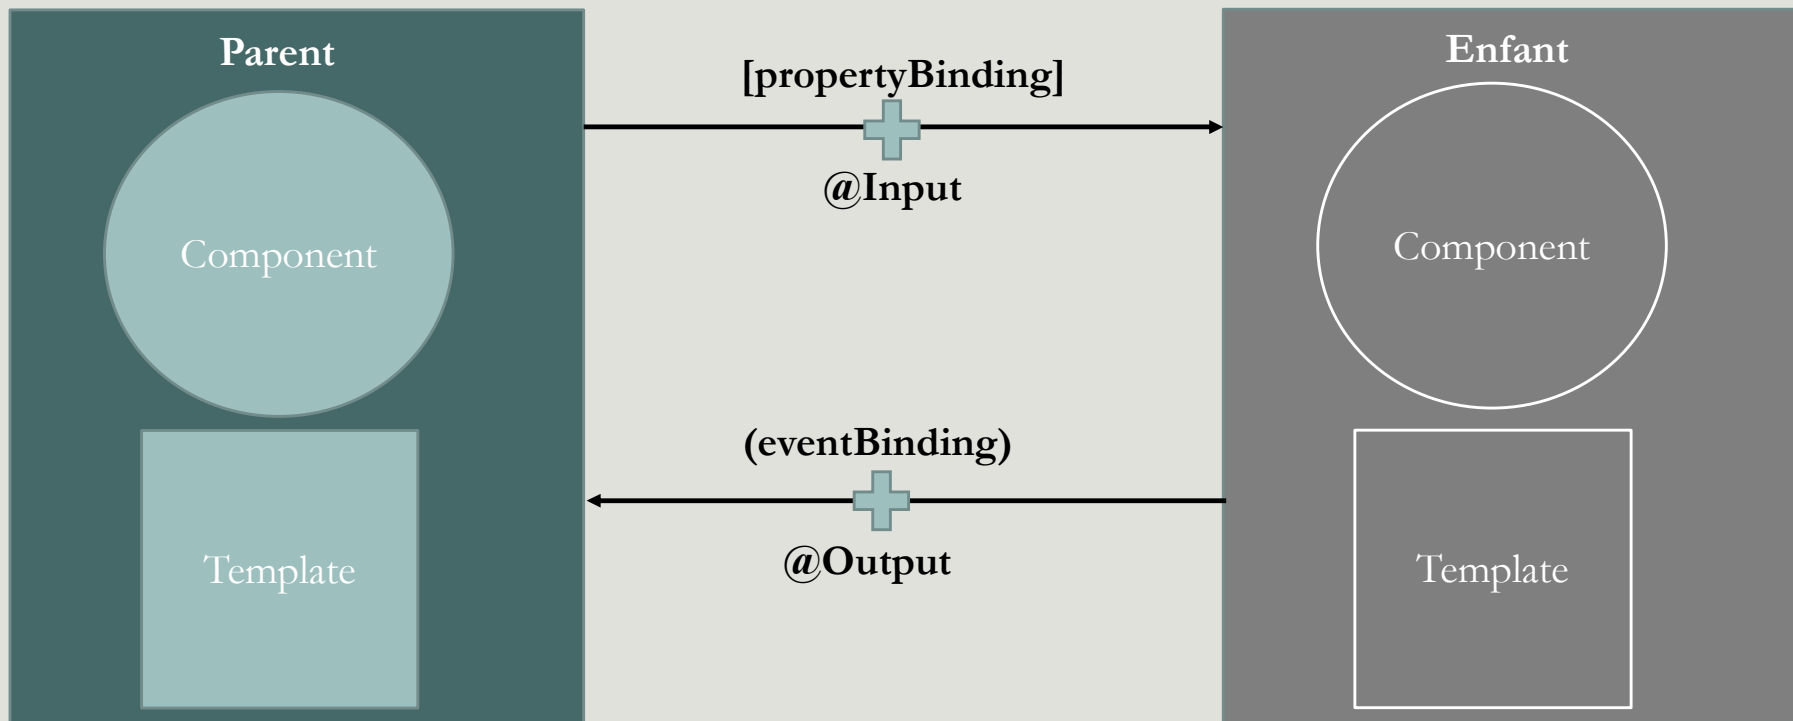 Parent
Enfant
[propertyBinding]
@Input
Component
Component
(eventBinding)
@Output
Template
Template